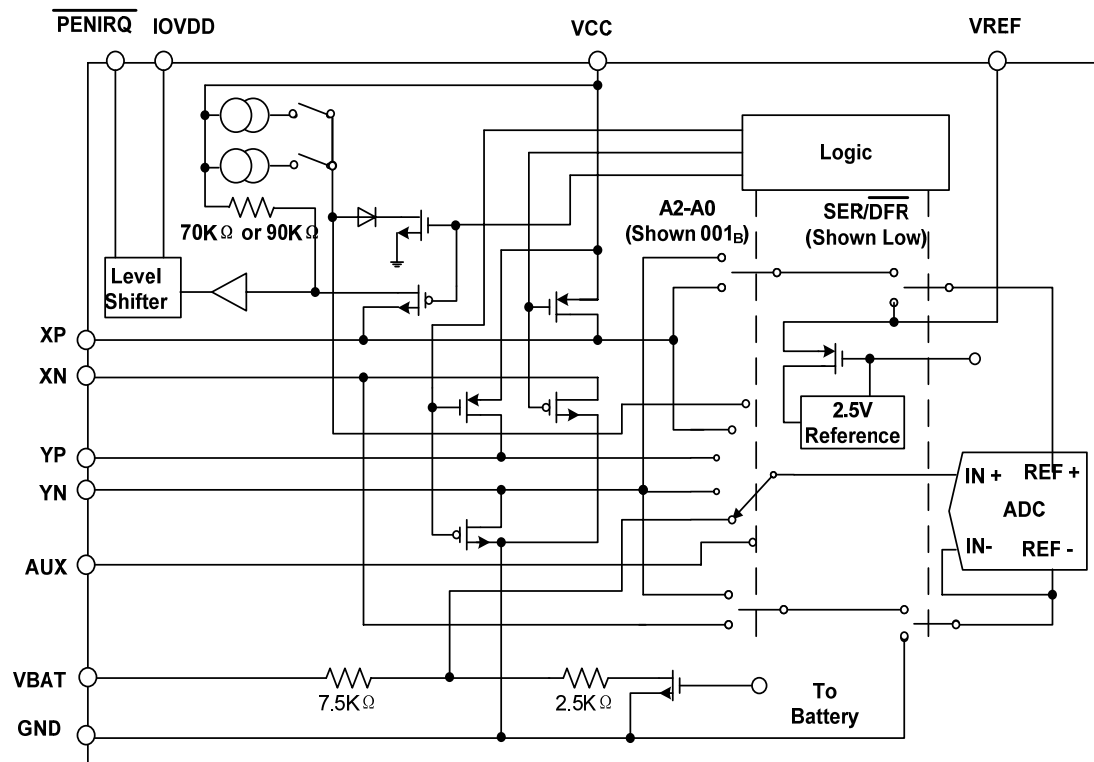 PENIRQ IOVDD VCC VREF
Logic
70KΩ or 90KΩ
A2-A0
(Shown 001B)
SER/DFR
(Shown Low)
Level
Shifter
XP
XN
2.5V
Reference
YP
YN
IN + REF +
ADC
IN- REF -
AUX
VBAT
7.5KΩ
2.5KΩ
To
Battery
GND